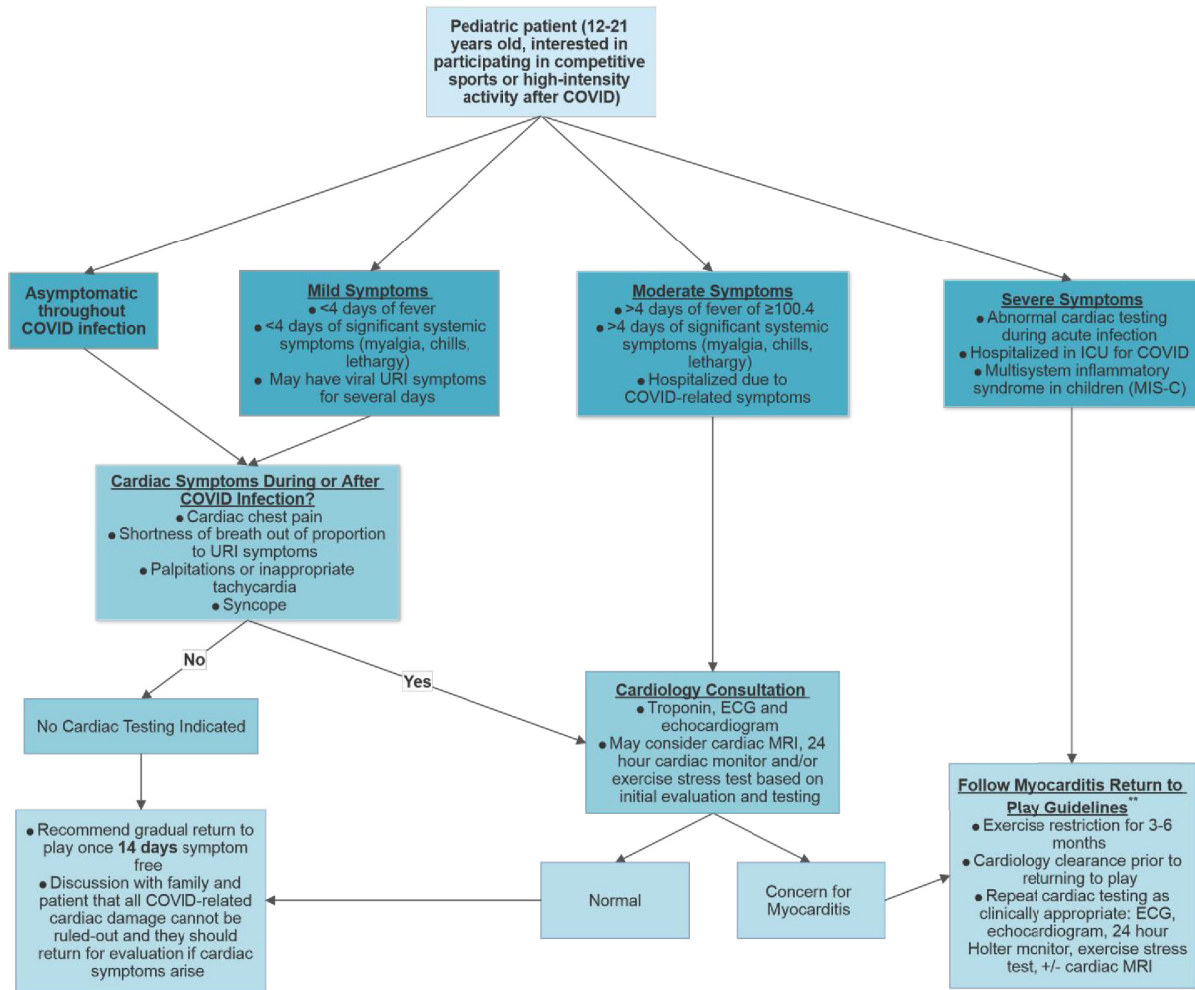 Pediatric patient (12-21
years old, interested in
participating in competitive
sports or high-intensity
activity after COVID)
Asymptomatic
throughout
COVID infection
Mild Symptoms
● <4 days of fever
● <4 days of significant systemic
symptoms (myalgia, chills,
lethargy)
● May have viral URI symptoms
for several days
Moderate Symptoms
● >4 days of fever of ≥100.4
● >4 days of significant systemic
symptoms (myalgia, chills,
lethargy)
● Hospitalized due to
COVID-related symptoms
Severe Symptoms
● Abnormal cardiac testing
during acute infection
● Hospitalized in ICU for COVID
● Multisystem inflammatory
syndrome in children (MIS-C)
Cardiac Symptoms During or After
COVID Infection?
● Cardiac chest pain
● Shortness of breath out of proportion
to URI symptoms
● Palpitations or inappropriate
tachycardia
● Syncope
No
Yes
No Cardiac Testing Indicated
Cardiology Consultation
● Troponin, ECG and
echocardiogram
● May consider cardiac MRI, 24
hour cardiac monitor and/or
exercise stress test based on
initial evaluation and testing
● Recommend gradual return to
play once 14 days symptom
free
● Discussion with family and
patient that all COVID-related
cardiac damage cannot be
ruled-out and they should
return for evaluation if cardiac
symptoms arise
Normal
Concern for
Myocarditis
Follow Myocarditis Return to
Play Guidelines**
● Exercise restriction for 3-6
months
● Cardiology clearance prior to
returning to play
● Repeat cardiac testing as
clinically appropriate: ECG,
echocardiogram, 24 hour
Holter monitor, exercise stress
test, +/- cardiac MRI